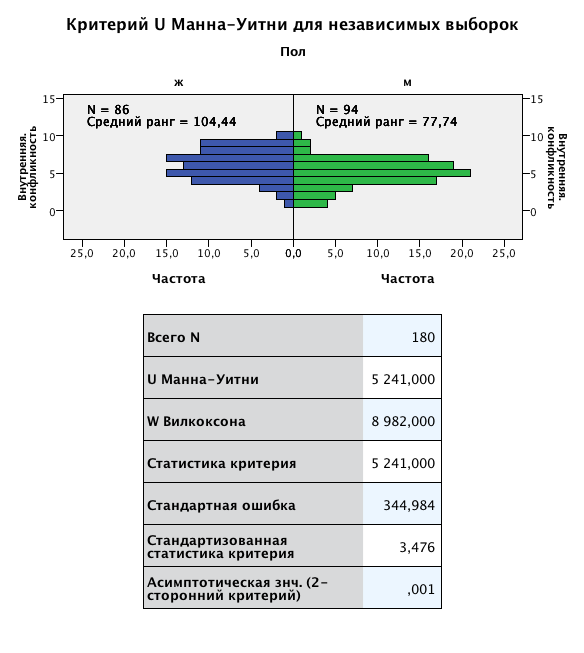 Критерий U Манна-Уитни для независимых выборок
Пол
ж м
N = 86
Средний ранг = 104,44
N = 94
Средний ранг = 77,74
Внутренняя.
конфликность
15
10
5
0
15
10
5
0
Внутренняя.
конфликность
25,0 20,0 15,0 10,0 5,0 0,0 5,0 10,0 15,0 20,0 25,0
Частота Частота
Всего N 180
U Манна-Уитни 5 241,000
W Вилкоксона 8 982,000
Статистика критерия 5 241,000
Стандартная ошибка 344,984
Стандартизованная
статистика критерия 3,476
Асимптотическая знч. (2-
сторонний критерий) ,001